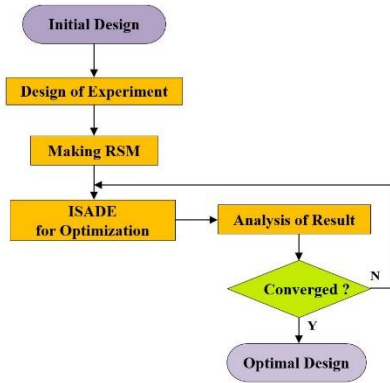 Initial Design
Design of Experiment
Making RSM
ISADE
for Optimization
Analysis of Result
Converged ?
N
Y
Optimal Design